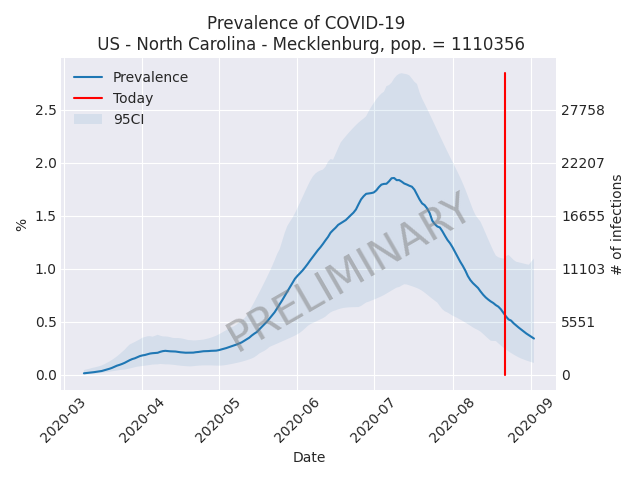 Prevalence of COVID-19
US - North Carolina - Mecklenburg, pop. = 1110356
Prevalence
Today
95CI
2.5
2.0
1.5
1.0
0.5
0.0
%
27758
22207
16655
11103
5551
0
# of infections
PRELIMINARY
2020-03
2020-04
2020-05
2020-06
2020-07
2020-08
2020-09
Date